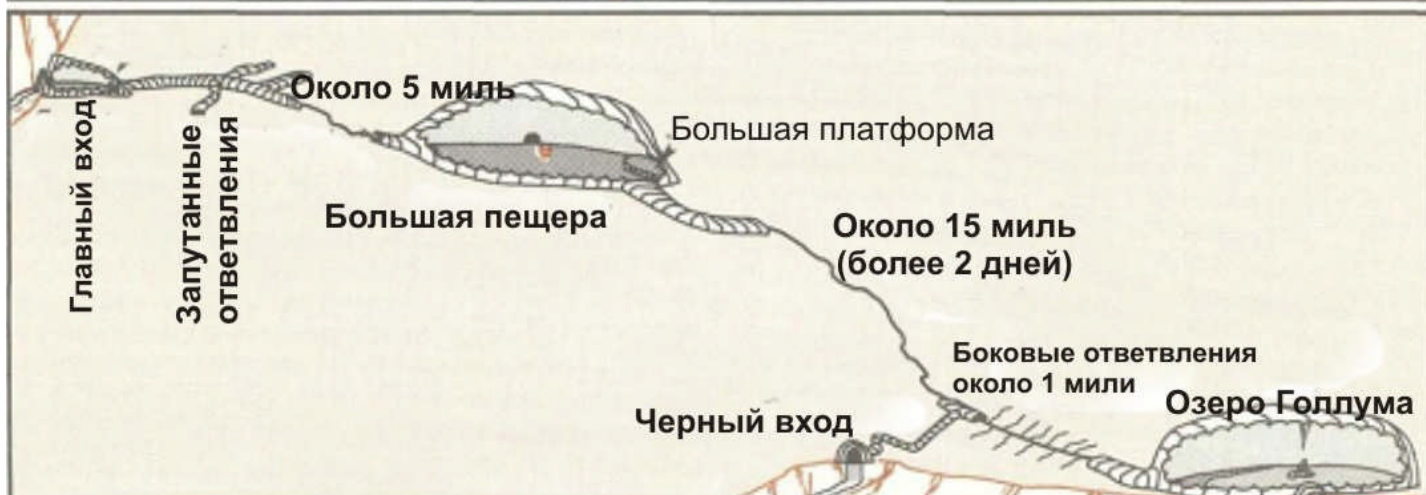 Около 5 миль
Большая платформа
Главный вход
Запутанные
ответвления
Большая пещера
Около 15 миль
(более 2 дней)
Боковые ответвления
около 1 мили
Озеро Голлума
Черный вход